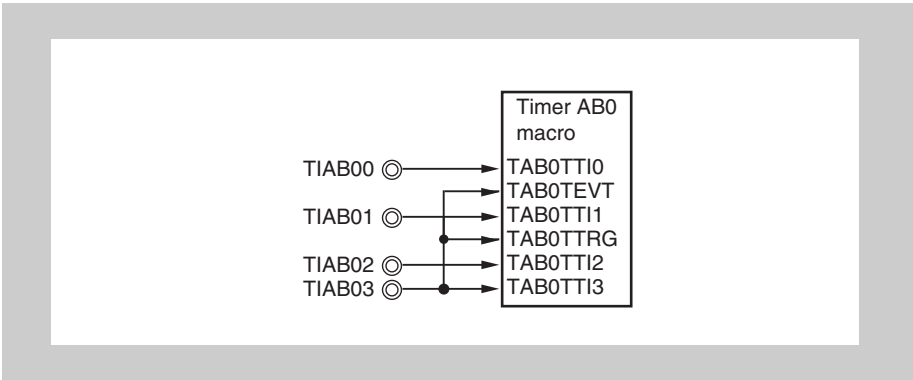 Timer AB0
macro
TIAB00
TAB0TTI0
TAB0TEVT
TIAB01
TAB0TTI1
TAB0TTRG
TIAB02
TAB0TTI2
TIAB03
TAB0TTI3